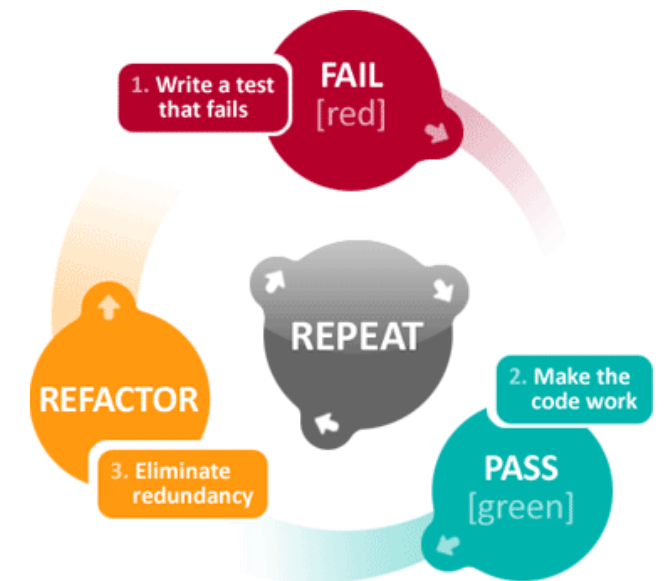 1. Write a test
that fails
FAIL
[red]
REPEAT
2. Make the
code work
PASS
[green]
REFACTOR
3. Eliminate
redundancy